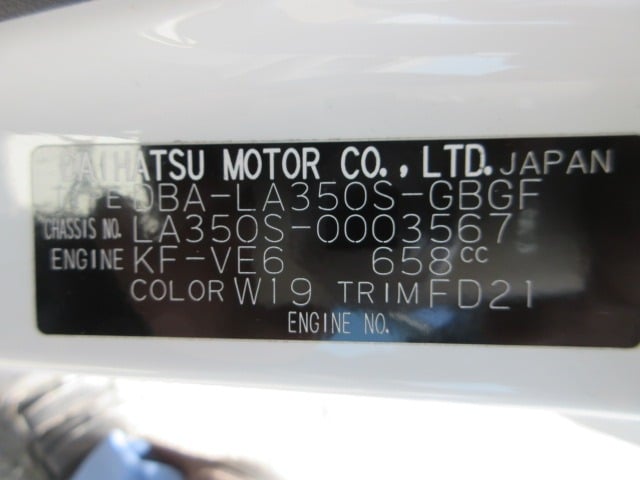 DAIHATSU MOTOR CO., LTD. JAPAN
TYPE DBA-LA350S-GBGF
CHASSIS NO. LA350S-0003567
ENGINE KF-VE6 658cc
COLOR W19 TRIM FD21
ENGINE NO.